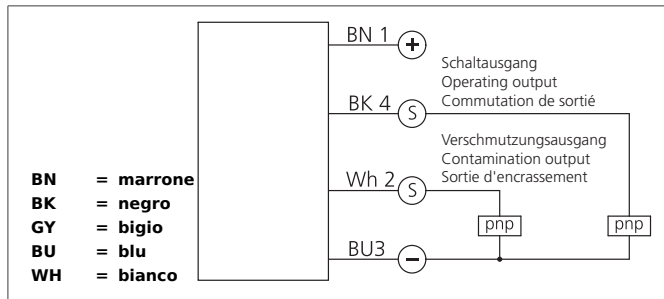 BN 1
+
Schaltausgang
Operating output
Commutation de sortié
BK 4
S
Verschmutzungsausgang
Contamination output
Sortie d'encrassement
Wh 2
S
pnp
pnp
BU3
−
BN = marrone
BK = negro
GY = bigio
BU = blu
WH = bianco